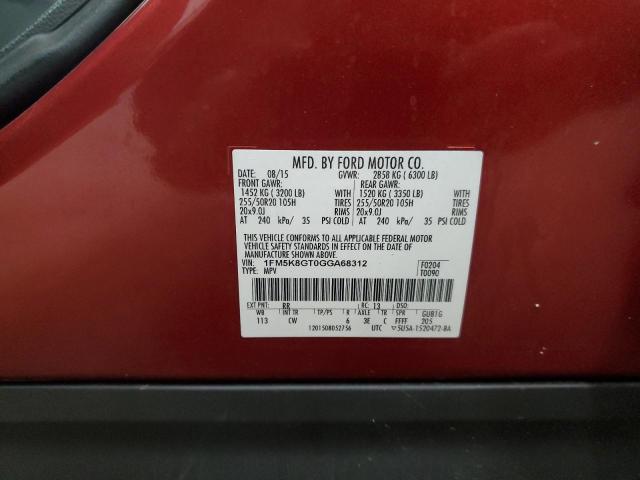 MFD. BY FORD MOTOR CO.
DATE: 08/15 GVWR: 2858 KG ( 6300 LB)
FRONT GAWR: REAR GAWR:
1452 KG ( 3200 LB) WITH 1520 KG ( 3350 LB) WITH
255/50R20 105H TIRES 255/50R20 105H TIRES
20x9.0J RIMS 20x9.0J RIMS
AT 240 kPa/ 35 PSI COLD AT 240 kPa/ 35 PSI COLD
THIS VEHICLE CONFORMS TO ALL APPLICABLE FEDERAL MOTOR
VEHICLE SAFETY STANDARDS IN EFFECT ON THE DATE OF
MANUFACTURE SHOWN ABOVE.
VIN: 1FM5K8GT0GGA68312 F0204
TYPE: MPV T0090
EXT PNT: RR RC: 13 DSO:
WB INT TR TP/PS R AXLE TR SPR GUB1G
113 CW 6 3E C FFFF 205
1201508052756 UTC 5USA-1520472-BA